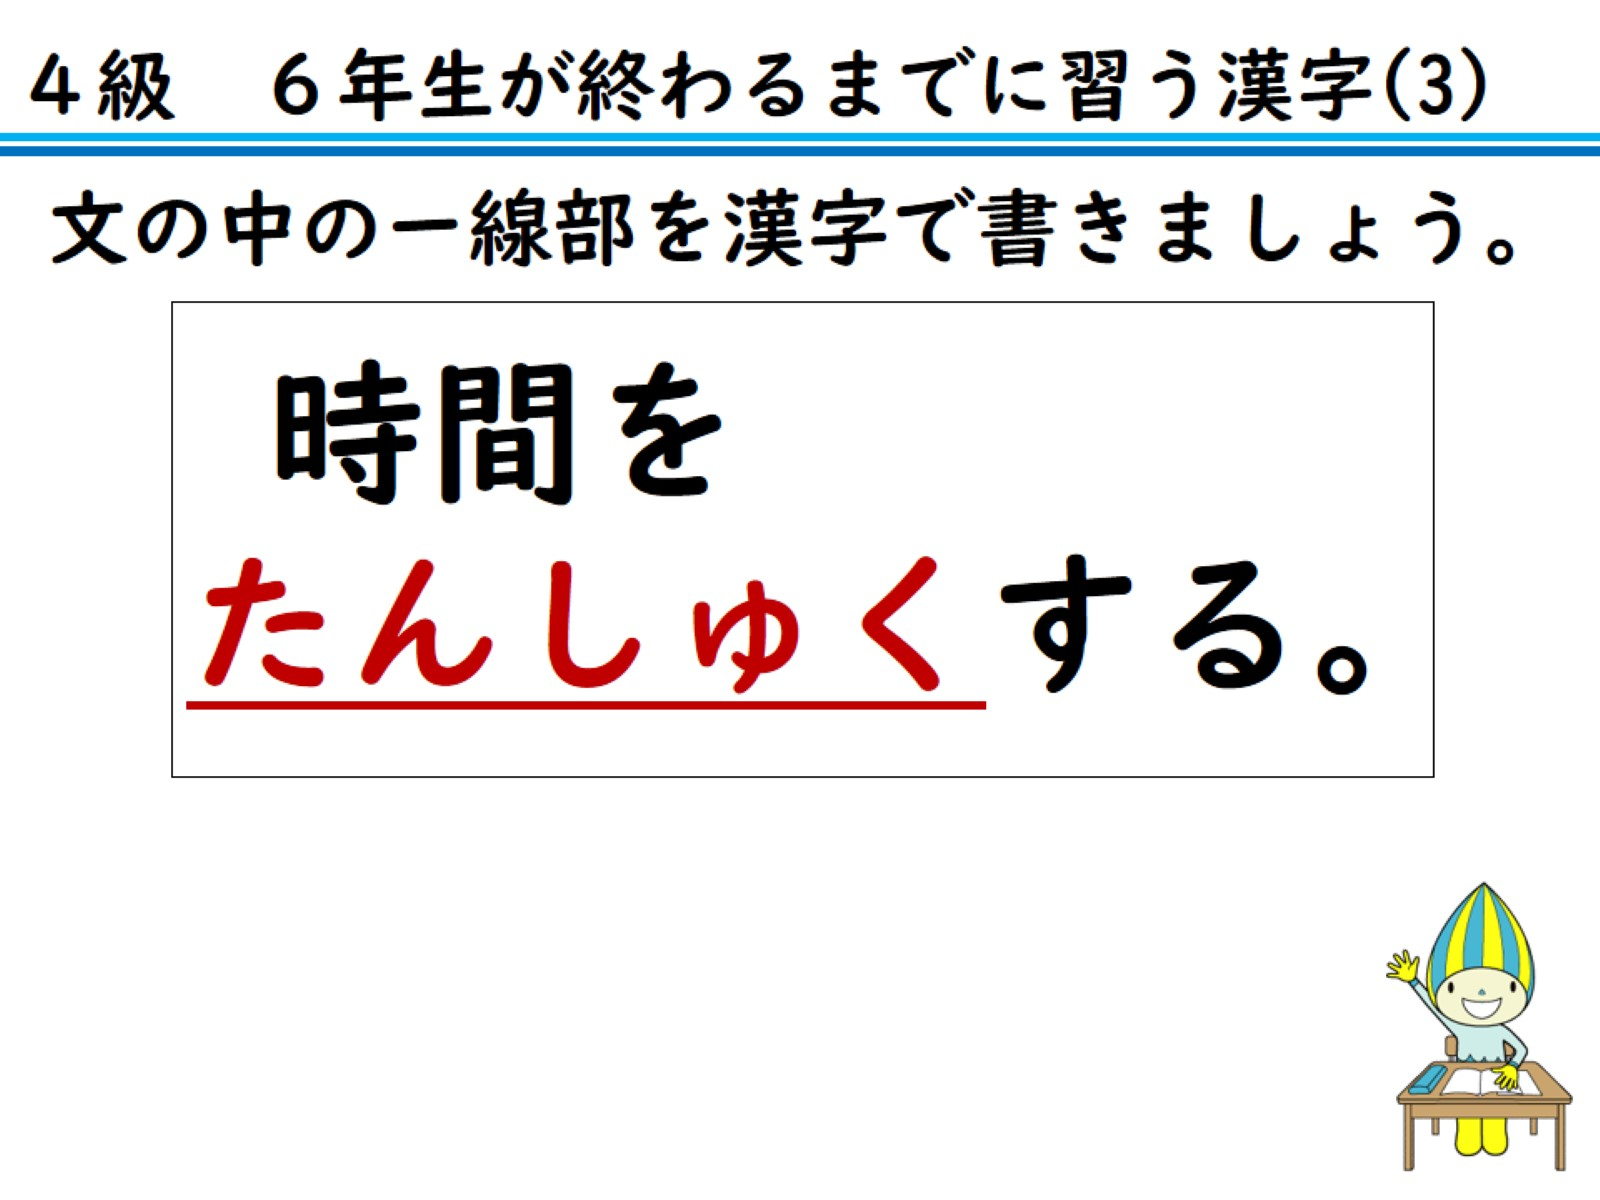 ４級　６年生が終わるまでに習う漢字(3)
文の中の一線部を漢字で書きましょう。
時間を
たんしゅくする。